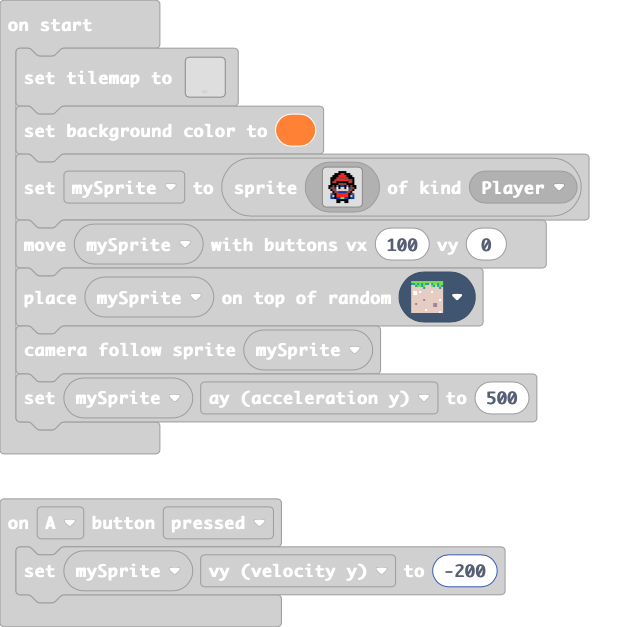 on start
set tilemap to
set background color to
set mySprite to sprite of kind Player
move mySprite with buttons vx 100 vy 0
place mySprite on top of random
camera follow sprite mySprite
set mySprite ay (acceleration y) to 500
on A button pressed
set mySprite vy (velocity y) to -200